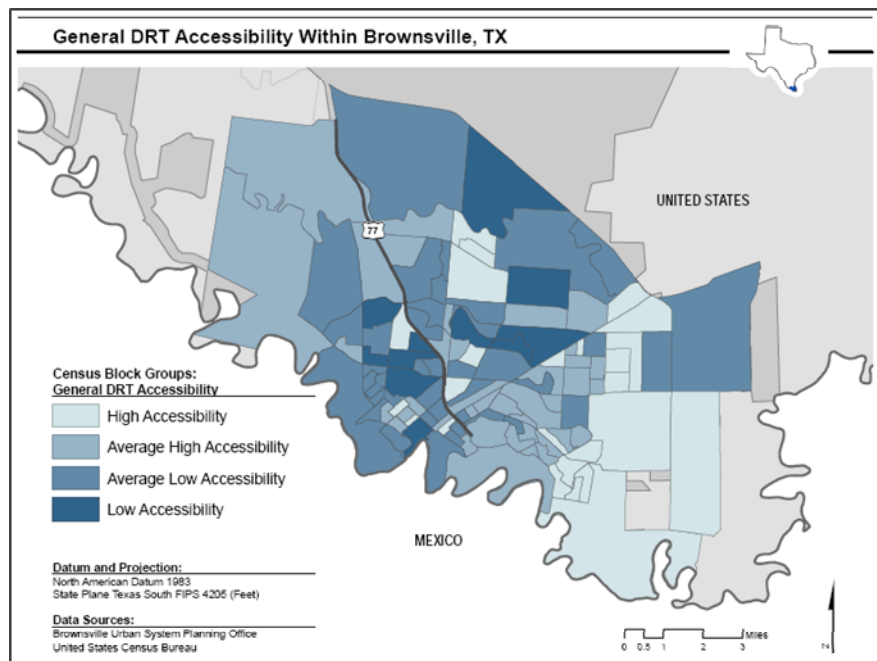 General DRT Accessibility Within Brownsville, TX
UNITED STATES
77
Census Block Groups:
General DRT Accessibility
High Accessibility
Average High Accessibility
Average Low Accessibility
Low Accessibility
MEXICO
Datum and Projection:
North American Datum 1983
State Plane Texas South FIPS 4205 (Feet)
Data Sources:
Brownsville Urban System Planning Office
United States Census Bureau
Miles
0 0.5 1 2 3
N